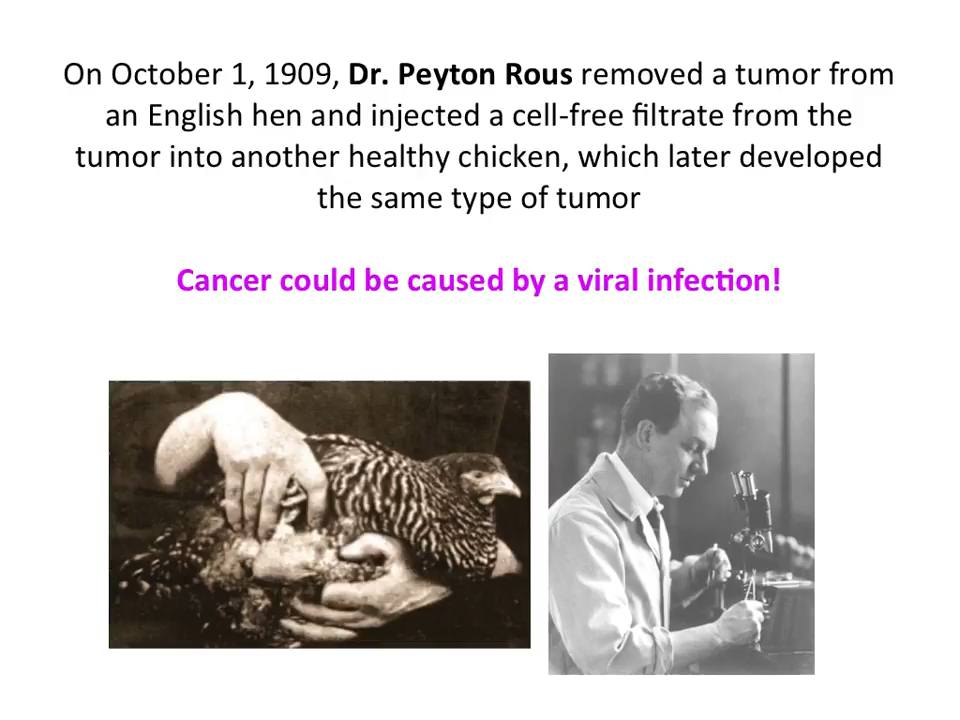 On October 1, 1909, Dr. Peyton Rous removed a tumor from
an English hen and injected a cell-free filtrate from the
tumor into another healthy chicken, which later developed
the same type of tumor
Cancer could be caused by a viral infection!